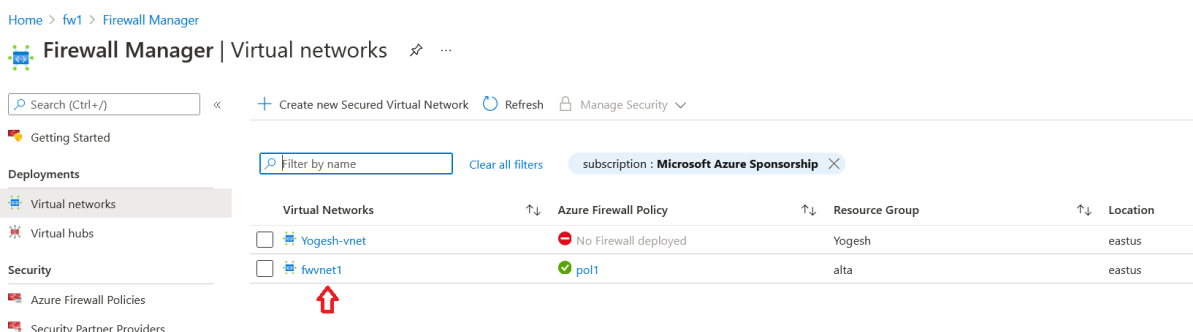 Home > fw1 > Firewall Manager
Firewall Manager | Virtual networks ...
Search (Ctrl+/) «
Create new Secured Virtual Network Refresh Manage Security
Getting Started
Filter by name Clear all filters subscription : Microsoft Azure Sponsorship
Deployments
Virtual networks
Virtual hubs
Virtual Networks ↑↓ Azure Firewall Policy ↑↓ Resource Group ↑↓ Location
Yogesh-vnet No Firewall deployed Yogesh eastus
fwvnet1 pol1 alta eastus
Security
Azure Firewall Policies
Security Partner Providers